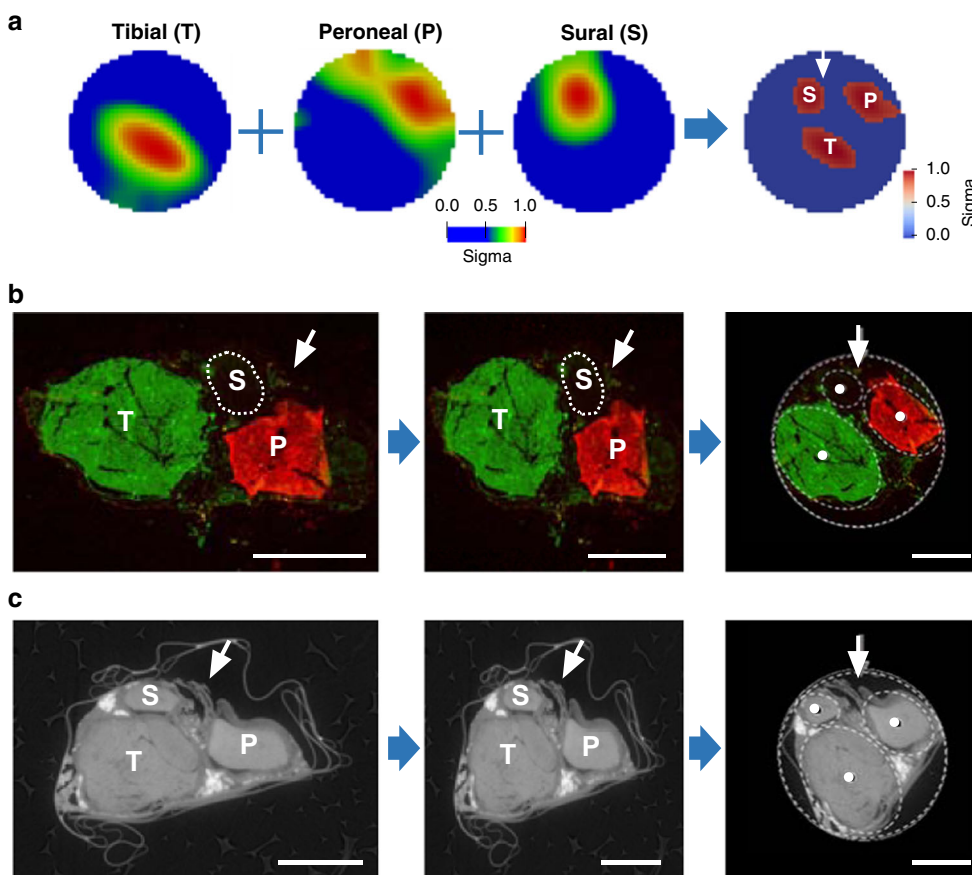 a
Tibial (T) Peroneal (P) Sural (S)
S P
T
0.0 0.5 1.0
Sigma
1.0
0.5
0.0
Sigma
b
T S P
T S P
c
S T P
S T P